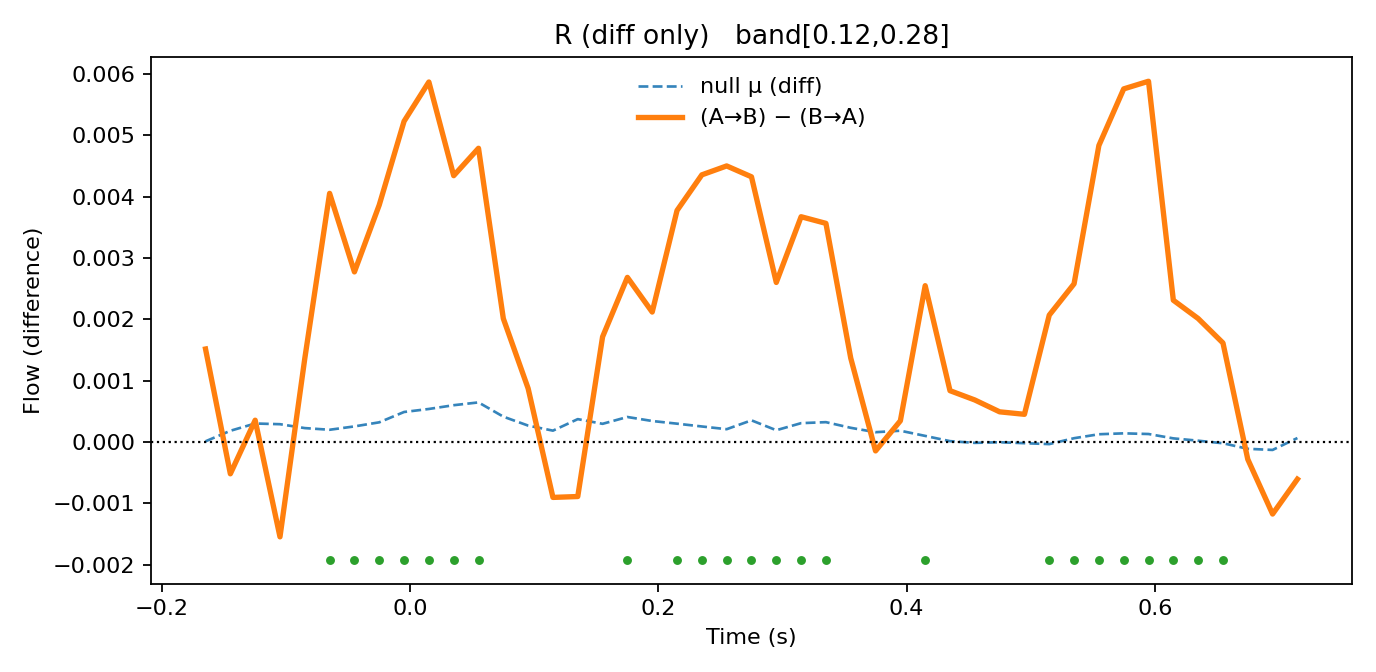 R (diff only)   band[0.12,0.28]
null μ (diff)
(A→B) − (B→A)
Flow (difference)
0.006
0.005
0.004
0.003
0.002
0.001
0.000
−0.001
−0.002
−0.2
0.0
0.2
0.4
0.6
Time (s)